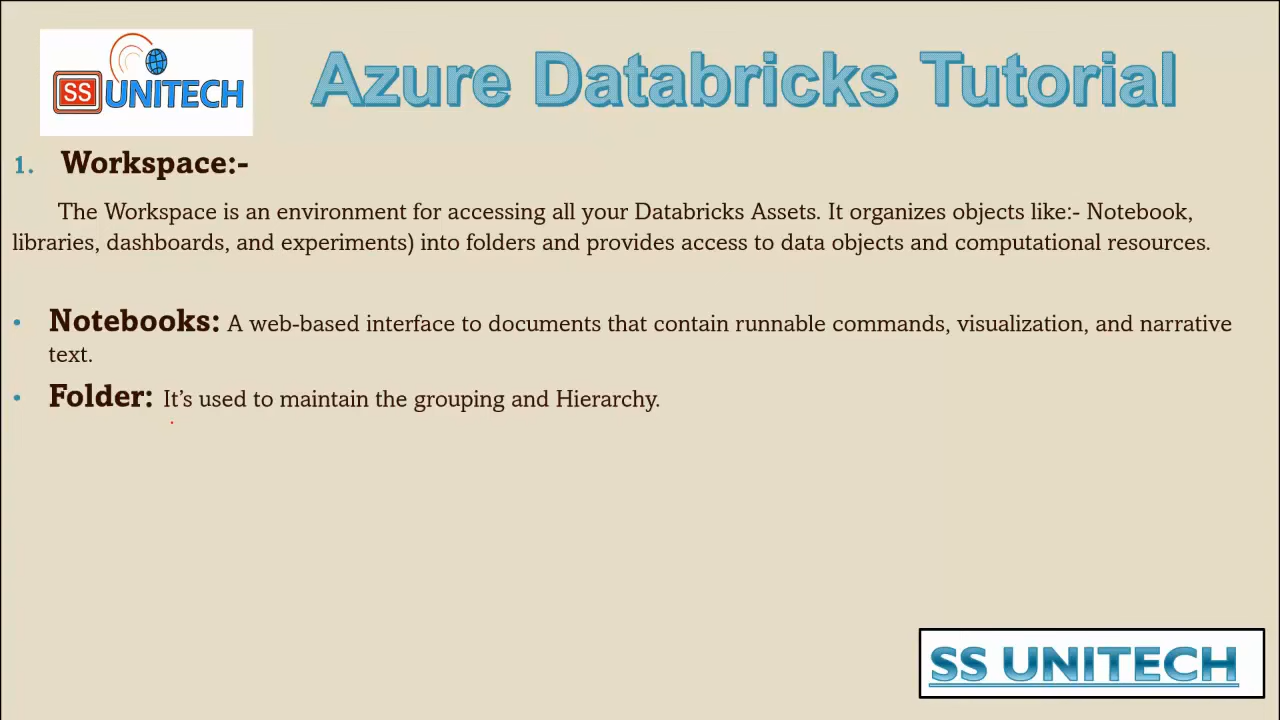 SS UNITECH
Azure Databricks Tutorial
1. Workspace:-
The Workspace is an environment for accessing all your Databricks Assets. It organizes objects like:- Notebook,
libraries, dashboards, and experiments) into folders and provides access to data objects and computational resources.
• Notebooks: A web-based interface to documents that contain runnable commands, visualization, and narrative
text.
• Folder: It’s used to maintain the grouping and Hierarchy.
SS UNITECH